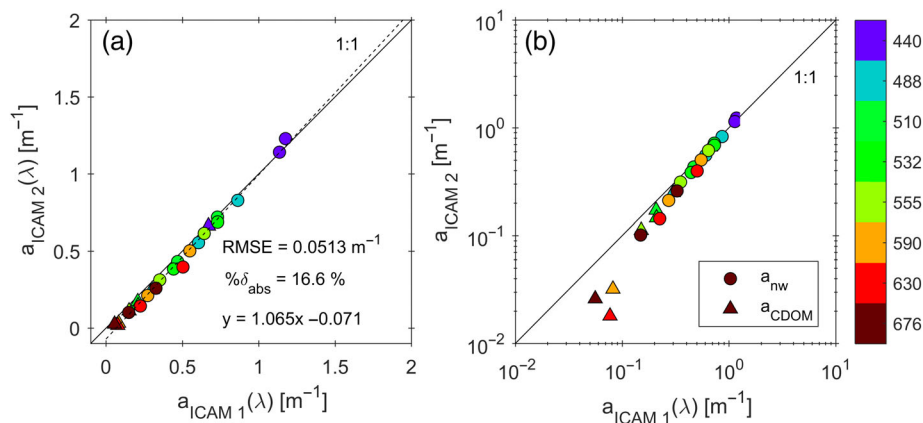 (a)
1:1
2
1.5
1
0.5
0
a_ICAM 2(λ) [m⁻¹]
RMSE = 0.0513 m⁻¹
%δ_abs = 16.6 %
y = 1.065x −0.071
0 0.5 1 1.5 2
a_ICAM 1(λ) [m⁻¹]
(b)
1:1
10¹
10⁰
10⁻¹
10⁻²
a_ICAM 2 [m⁻¹]
a_nw
a_CDOM
10⁻² 10⁻¹ 10⁰ 10¹
a_ICAM 1(λ) [m⁻¹]
440
488
510
532
555
590
630
676